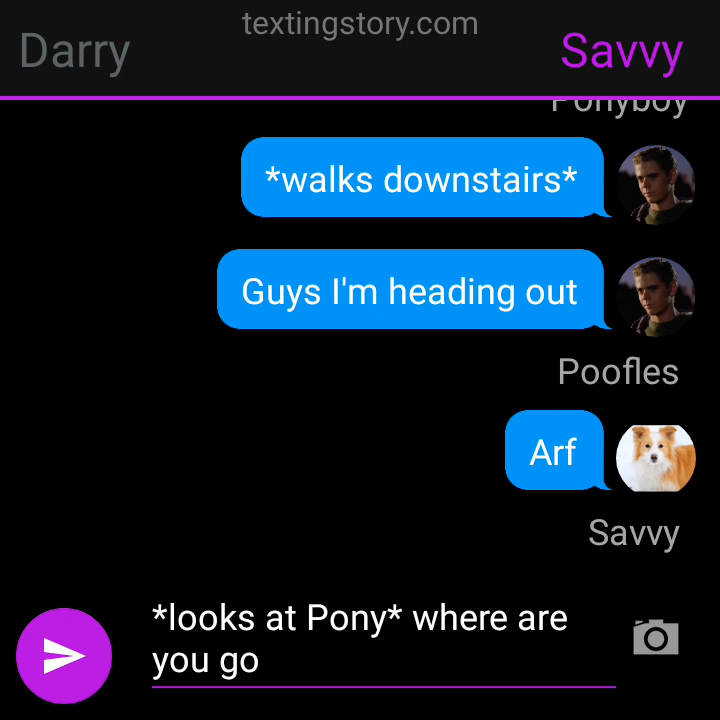 textingstory.com
Darry
Savvy
Ponyboy
*walks downstairs*
Guys I'm heading out
Poofles
Arf
Savvy
*looks at Pony* where are
you go